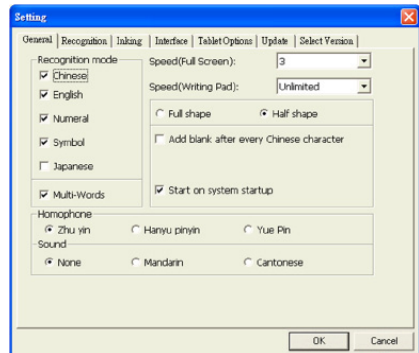 Setting
General Recognition Inking Interface Tablet Options Update Select Version
Recognition mode
Chinese
English
Numeral
Symbol
Japanese
Multi-Words
Speed(Full Screen): 3
Speed(Writing Pad): Unlimited
Full shape Half shape
Add blank after every Chinese character
Start on system startup
Homophone
Zhu yin Hanyu pinyin Yue Pin
Sound
None Mandarin Cantonese
OK Cancel